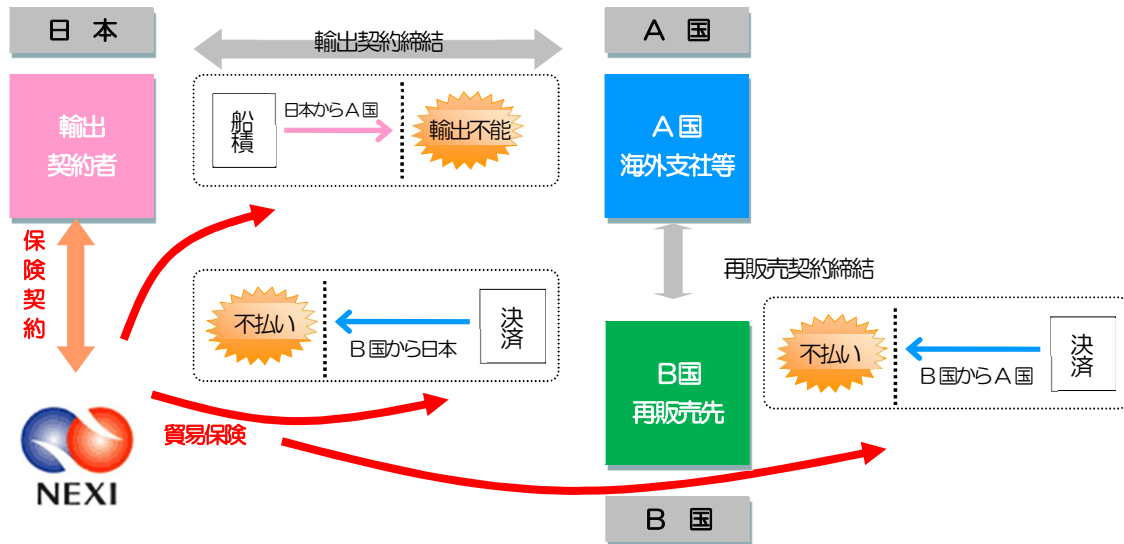 日 本
輸出契約締結
A 国
輸出
契約者
船積
日本からA国
輸出不能
A国
海外支社等
保険契約
再販売契約締結
不払い
B国から日本
決済
B国
再販売先
不払い
B国からA国
決済
貿易保険
NEXI
B 国